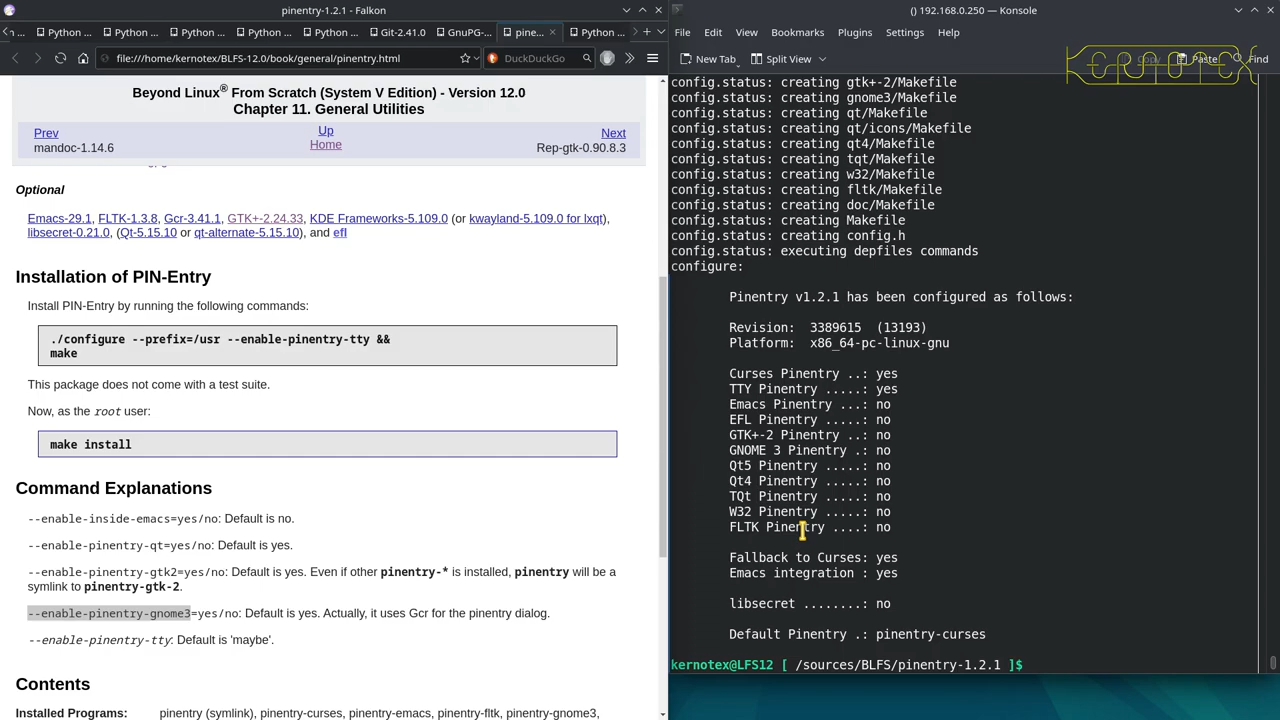 pinentry-1.2.1 - Falkon
... Python ... Python ... Python ... Python ... Python ... Git-2.41.0 GnuPG-... pine... Python ...
file:///home/kernotex/BLFS-12.0/book/general/pinentry.html
DuckDuckGo
Beyond Linux® From Scratch (System V Edition) - Version 12.0
Chapter 11. General Utilities
Prev Up Next
mandoc-1.14.6 Home Rep-gtk-0.90.8.3
Optional
Emacs-29.1, FLTK-1.3.8, Gcr-3.41.1, GTK+-2.24.33, KDE Frameworks-5.109.0 (or kwayland-5.109.0 for lxqt),
libsecret-0.21.0, (Qt-5.15.10 or qt-alternate-5.15.10), and efl
Installation of PIN-Entry
Install PIN-Entry by running the following commands:
./configure --prefix=/usr --enable-pinentry-tty &&
make
This package does not come with a test suite.
Now, as the root user:
make install
Command Explanations
--enable-inside-emacs=yes/no: Default is no.
--enable-pinentry-qt=yes/no: Default is yes.
--enable-pinentry-gtk2=yes/no: Default is yes. Even if other pinentry-* is installed, pinentry will be a
symlink to pinentry-gtk-2.
--enable-pinentry-gnome3=yes/no: Default is yes. Actually, it uses Gcr for the pinentry dialog.
--enable-pinentry-tty: Default is 'maybe'.
Contents
Installed Programs: pinentry (symlink), pinentry-curses, pinentry-emacs, pinentry-fltk, pinentry-gnome3,
() 192.168.0.250 — Konsole
File Edit View Bookmarks Plugins Settings Help
New Tab Split View Copy Paste Find
Kernotex
config.status: creating gtk+-2/Makefile
config.status: creating gnome3/Makefile
config.status: creating qt/Makefile
config.status: creating qt/icons/Makefile
config.status: creating qt4/Makefile
config.status: creating tqt/Makefile
config.status: creating w32/Makefile
config.status: creating fltk/Makefile
config.status: creating doc/Makefile
config.status: creating Makefile
config.status: creating config.h
config.status: executing depfiles commands
configure:
Pinentry v1.2.1 has been configured as follows:
Revision: 3389615 (13193)
Platform: x86_64-pc-linux-gnu
Curses Pinentry ..: yes
TTY Pinentry .....: yes
Emacs Pinentry ...: no
EFL Pinentry .....: no
GTK+-2 Pinentry ..: no
GNOME 3 Pinentry .: no
Qt5 Pinentry .....: no
Qt4 Pinentry .....: no
TQt Pinentry .....: no
W32 Pinentry .....: no
FLTK Pinentry ....: no
Fallback to Curses: yes
Emacs integration : yes
libsecret ........: no
Default Pinentry .: pinentry-curses
kernotex@LFS12 [ /sources/BLFS/pinentry-1.2.1 ]$